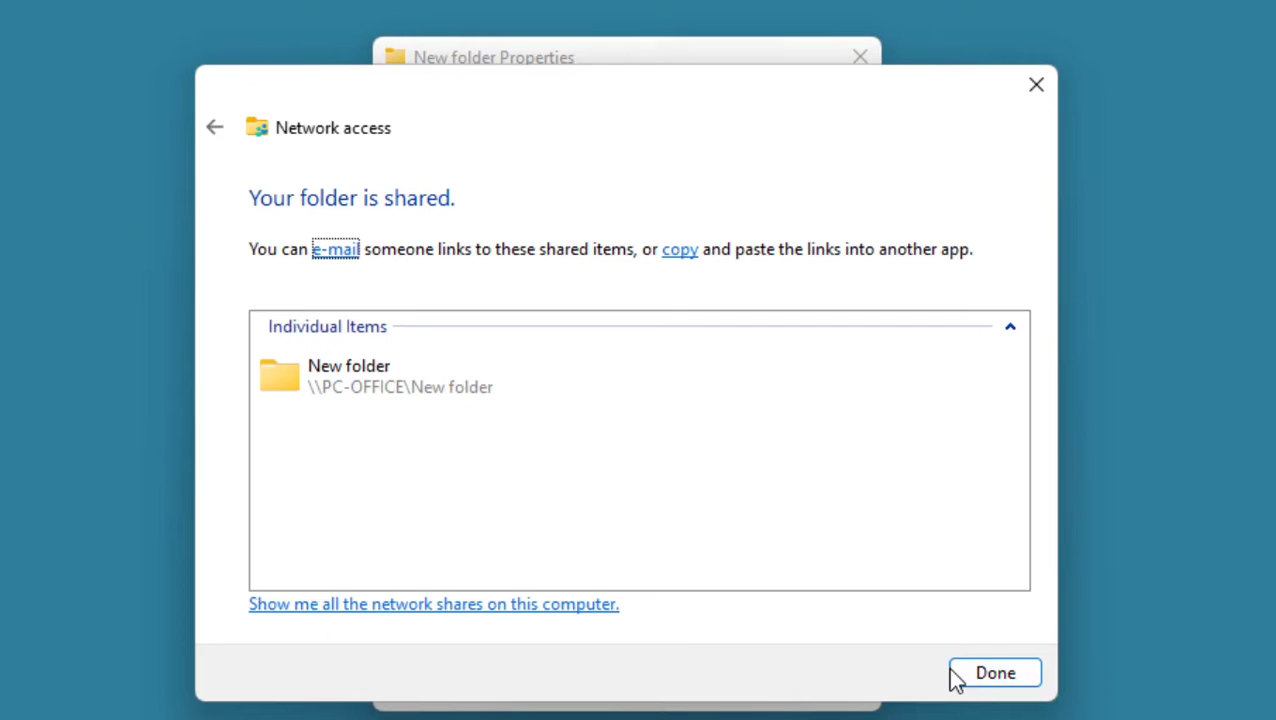 New folder Properties
Network access
Your folder is shared.
You can e-mail someone links to these shared items, or copy and paste the links into another app.
Individual Items
New folder
\\PC-OFFICE\New folder
Show me all the network shares on this computer.
Done